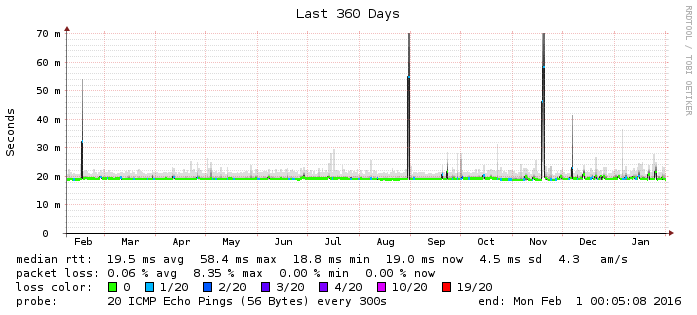 Last 360 Days
RRDTOOL / TOBI OETIKER
Seconds
70 m
60 m
50 m
40 m
30 m
20 m
10 m
0
Feb Mar Apr May Jun Jul Aug Sep Oct Nov Dec Jan
median rtt: 19.5 ms avg 58.4 ms max 18.8 ms min 19.0 ms now 4.5 ms sd 4.3 am/s
packet loss: 0.06 % avg 8.35 % max 0.00 % min 0.00 % now
loss color: 0 1/20 2/20 3/20 4/20 10/20 19/20
probe: 20 ICMP Echo Pings (56 Bytes) every 300s end: Mon Feb 1 00:05:08 2016